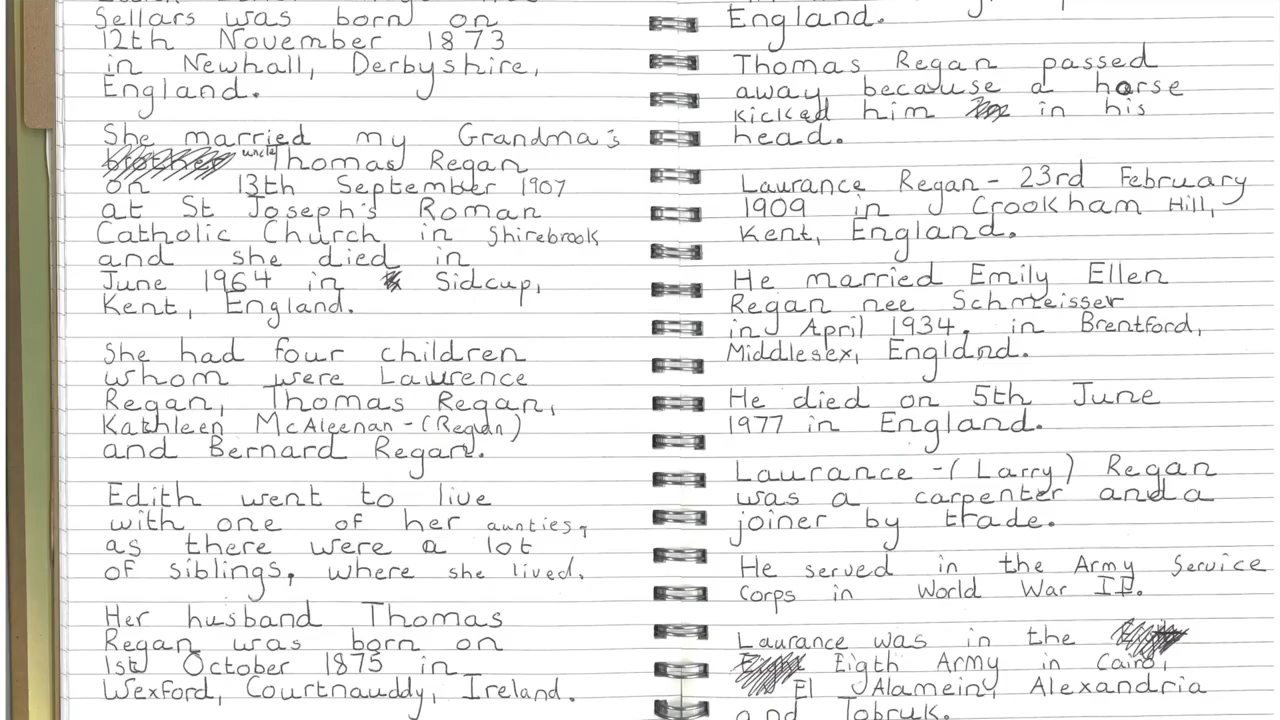 Sellars was born on
12th November 1873
in Newhall, Derbyshire,
England.
She married my Grandma's
uncle Thomas Regan
on 13th September 1907
at St Joseph's Roman
Catholic Church in Shirebrook
and she died in
June 1964 in Sidcup,
Kent, England.
She had four children
whom were Lawrence
Regan, Thomas Regan,
Kathleen McAleenan-(Regan)
and Bernard Regan.
Edith went to live
with one of her aunties,
as there were a lot
of siblings, where she lived.
Her husband Thomas
Regan was born on
1st October 1875 in
Wexford, Courtnauddy, Ireland.
England.
Thomas Regan passed
away because a horse
kicked him in his
head.
Laurance Regan - 23rd February
1909 in Crookham Hill,
Kent, England.
He married Emily Ellen
Regan nee Schmeisser
in April 1934, in Brentford,
Middlesex, England.
He died on 5th June
1977 in England.
Laurance -(Larry) Regan
was a carpenter and a
joiner by trade.
He served in the Army Service
Corps in World War II.
Laurance was in the
Eigth Army in Cairo,
El Alamein, Alexandria
and Tobruk.